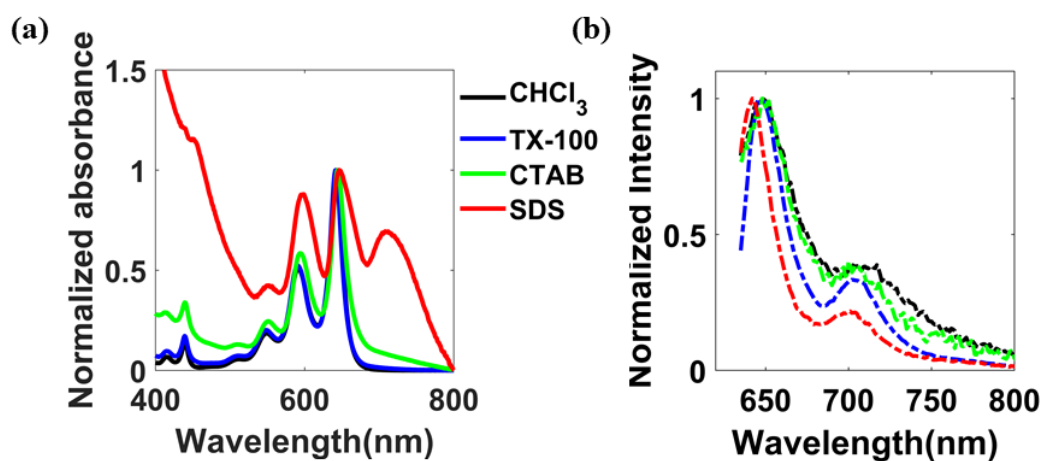 (a)
Normalized absorbance
1.5
1
0.5
0
400
600
800
Wavelength(nm)
CHCl3
TX-100
CTAB
SDS
(b)
Normalized Intensity
1
0.5
0
650
700
750
800
Wavelength(nm)